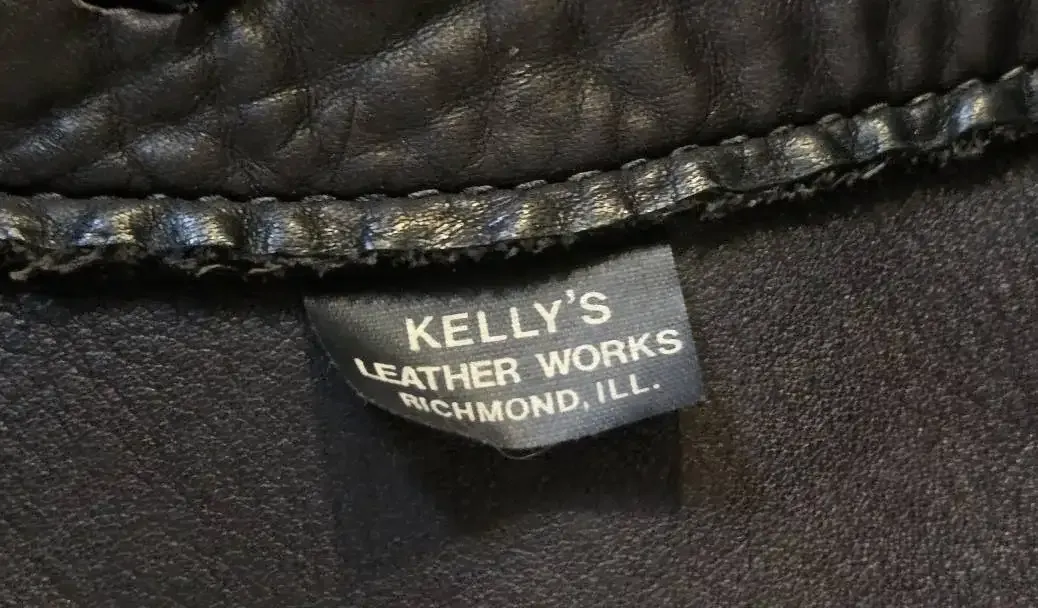 KELLY'S
LEATHER WORKS
RICHMOND, ILL.